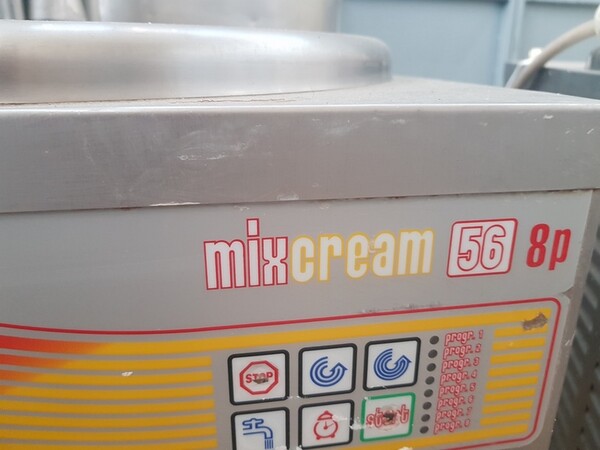 mixcream 56 8p
STOP
start
progr. 1
progr. 2
progr. 3
progr. 4
progr. 5
progr. 6
progr. 7
progr. 8